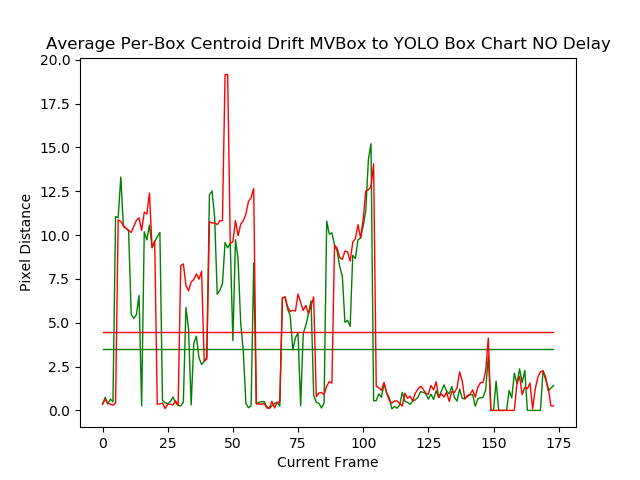 Average Per-Box Centroid Drift MVBox to YOLO Box Chart NO Delay
20.0
17.5
15.0
12.5
10.0
7.5
5.0
2.5
0.0
Pixel Distance
0 25 50 75 100 125 150 175
Current Frame